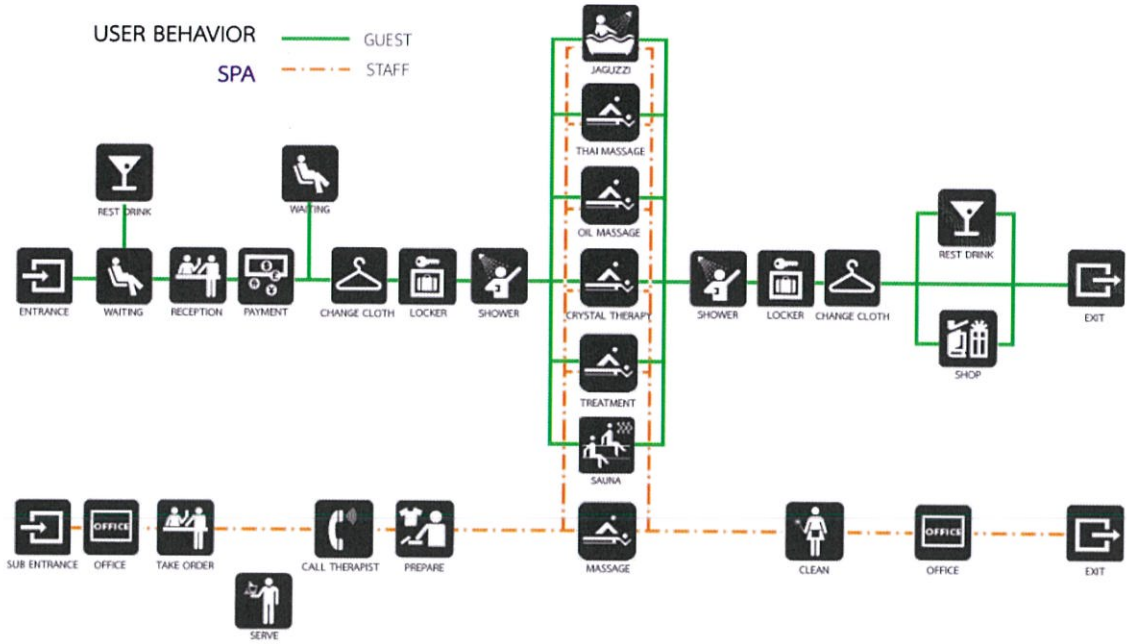 USER BEHAVIOR
GUEST
SPA
STAFF
JAGUZZI
THAI MASSAGE
REST DRINK
WAITING
OIL MASSAGE
REST DRINK
ENTRANCE
WAITING
RECEPTION
PAYMENT
CHANGE CLOTH
LOCKER
SHOWER
CRYSTAL THERAPY
SHOWER
LOCKER
CHANGE CLOTH
EXIT
SHOP
TREATMENT
SAUNA
OFFICE
OFFICE
SUB ENTRANCE
OFFICE
TAKE ORDER
CALL THERAPIST
PREPARE
MASSAGE
CLEAN
OFFICE
EXIT
SERVE